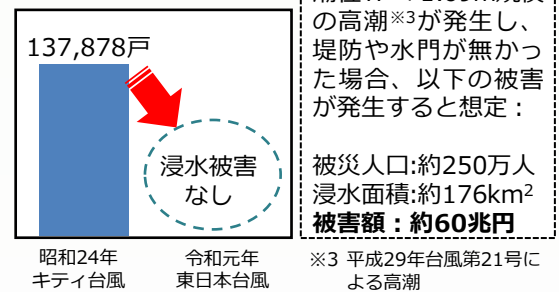 137,878戸
浸水被害
なし
昭和24年
キティ台風
令和元年
東日本台風
の高潮※3が発生し、
堤防や水門が無かっ
た場合、以下の被害
が発生すると想定：
被災人口:約250万人
浸水面積:約176km2
被害額：約60兆円
※3 平成29年台風第21号に
よる高潮